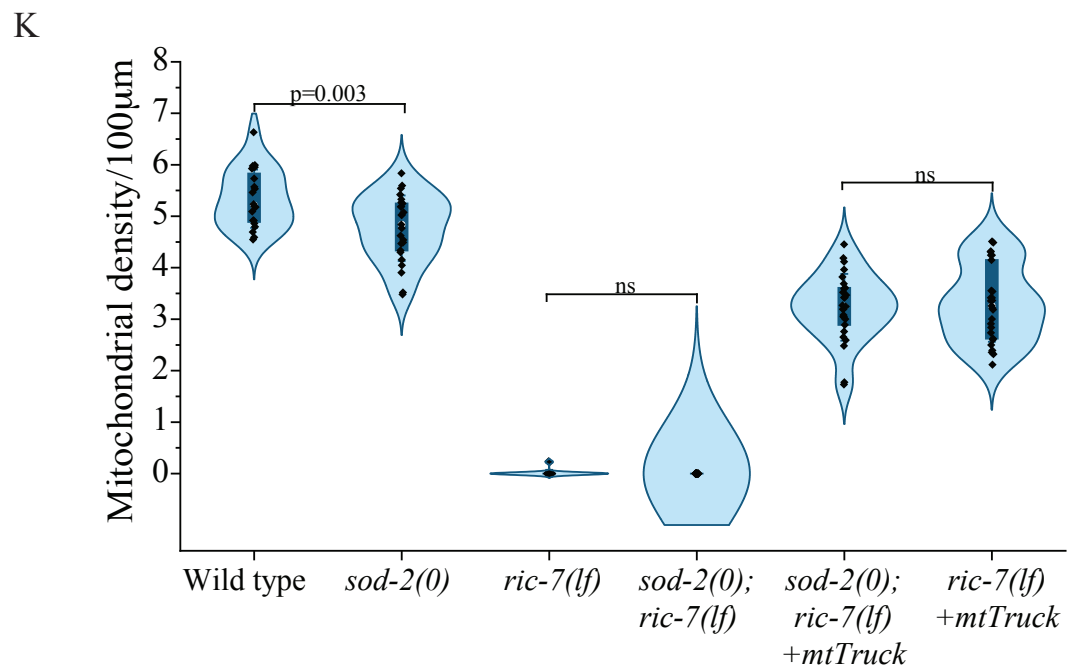 K
Mitochondrial density/100μm
8
7
6
5
4
3
2
1
0
p=0.003
ns
ns
Wild type
sod-2(0)
ric-7(lf)
sod-2(0);
ric-7(lf)
sod-2(0);
ric-7(lf)
+mtTruck
ric-7(lf)
+mtTruck